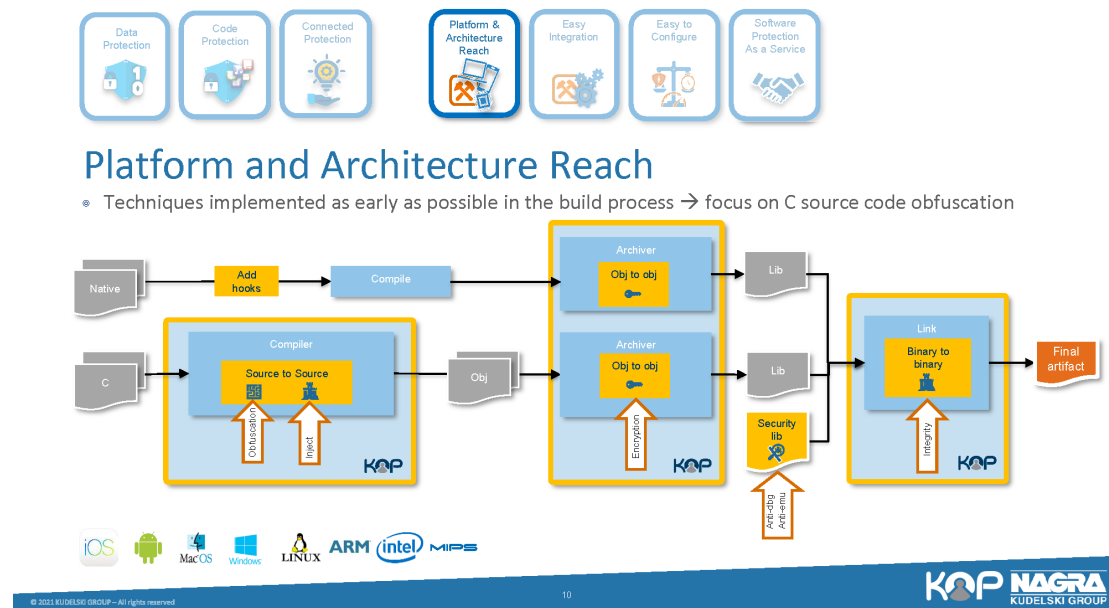 Data
Protection
Code
Protection
Connected
Protection
Platform &
Architecture
Reach
Easy
Integration
Easy to
Configure
Software
Protection
As a Service
Platform and Architecture Reach
Techniques implemented as early as possible in the build process → focus on C source code obfuscation
Native
Add
hooks
Compile
Archiver
Obj to obj
Lib
C
Compiler
Source to Source
Obfuscation
Inject
KOP
Obj
Archiver
Obj to obj
Encryption
KOP
Lib
Security
lib
Anti-dbg
Anti-emu
Link
Binary to
binary
Integrity
KOP
Final
artifact
iOS
Mac OS
Windows
LINUX
ARM
intel
MIPS
© 2021 KUDELSKI GROUP – All rights reserved
10
KOP
NAGRA
KUDELSKI GROUP